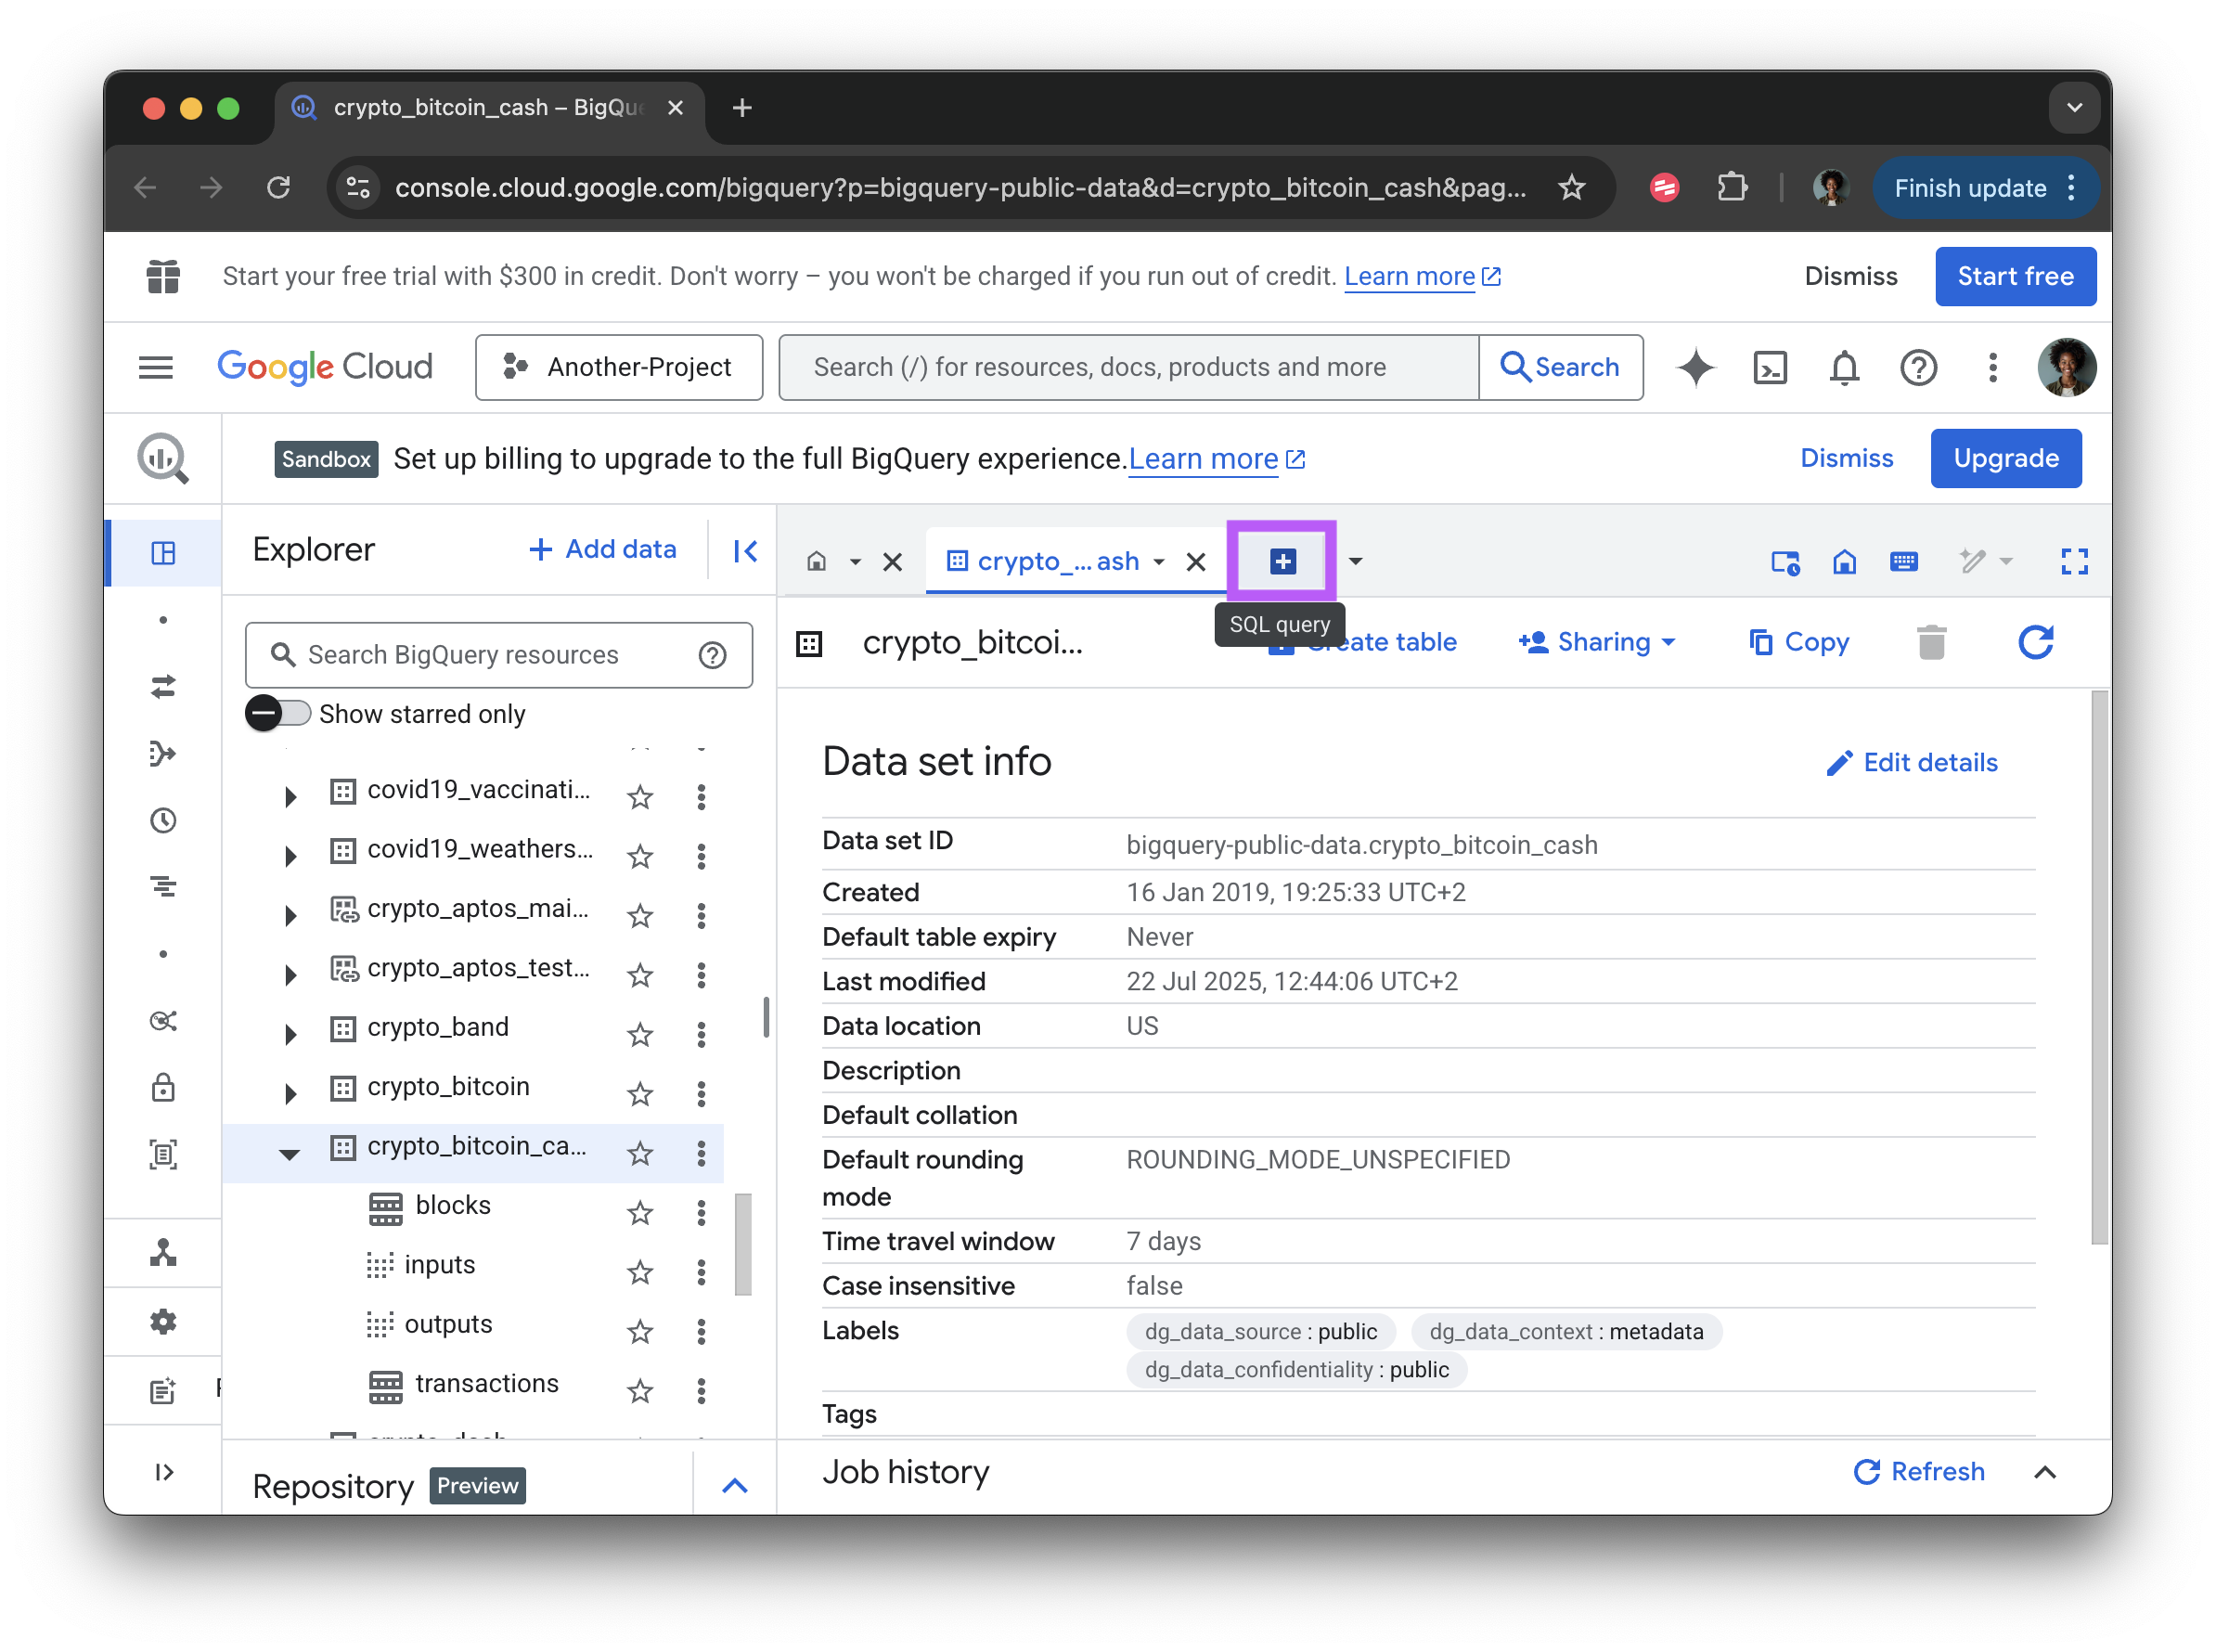 crypto_bitcoin_cash – BigQue
console.cloud.google.com/bigquery?p=bigquery-public-data&d=crypto_bitcoin_cash&pag...
Finish update
Start your free trial with $300 in credit. Don't worry – you won't be charged if you run out of credit. Learn more
Dismiss
Start free
Google Cloud
Another-Project
Search (/) for resources, docs, products and more
Search
Sandbox
Set up billing to upgrade to the full BigQuery experience. Learn more
Dismiss
Upgrade
Explorer
+ Add data
crypto_... ash
SQL query
Search BigQuery resources
Show starred only
covid19_vaccinati...
covid19_weathers...
crypto_aptos_mai...
crypto_aptos_test...
crypto_band
crypto_bitcoin
crypto_bitcoin_ca...
blocks
inputs
outputs
transactions
Repository
Preview
crypto_bitcoi...
eate table
Sharing
Copy
Data set info
Edit details
Data set ID bigquery-public-data.crypto_bitcoin_cash
Created 16 Jan 2019, 19:25:33 UTC+2
Default table expiry Never
Last modified 22 Jul 2025, 12:44:06 UTC+2
Data location US
Description
Default collation
Default rounding mode ROUNDING_MODE_UNSPECIFIED
Time travel window 7 days
Case insensitive false
Labels dg_data_source : public dg_data_context : metadata
dg_data_confidentiality : public
Tags
Job history
Refresh